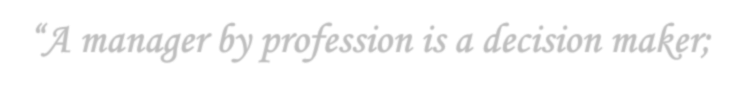 “A manager by profession is a decision maker;